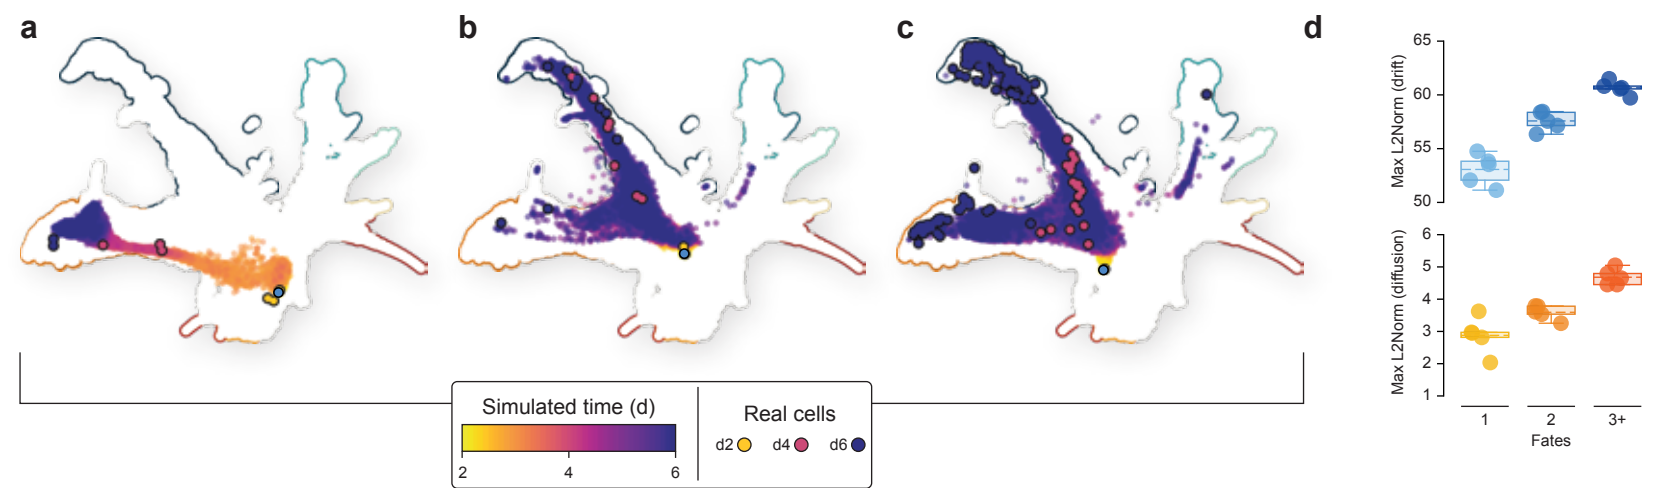 a
b
c
d
Simulated time (d)
2
4
6
Real cells
d2
d4
d6
Max L2Norm (drift)
65
60
55
50
Max L2Norm (diffusion)
6
5
4
3
2
1
1
2
3+
Fates